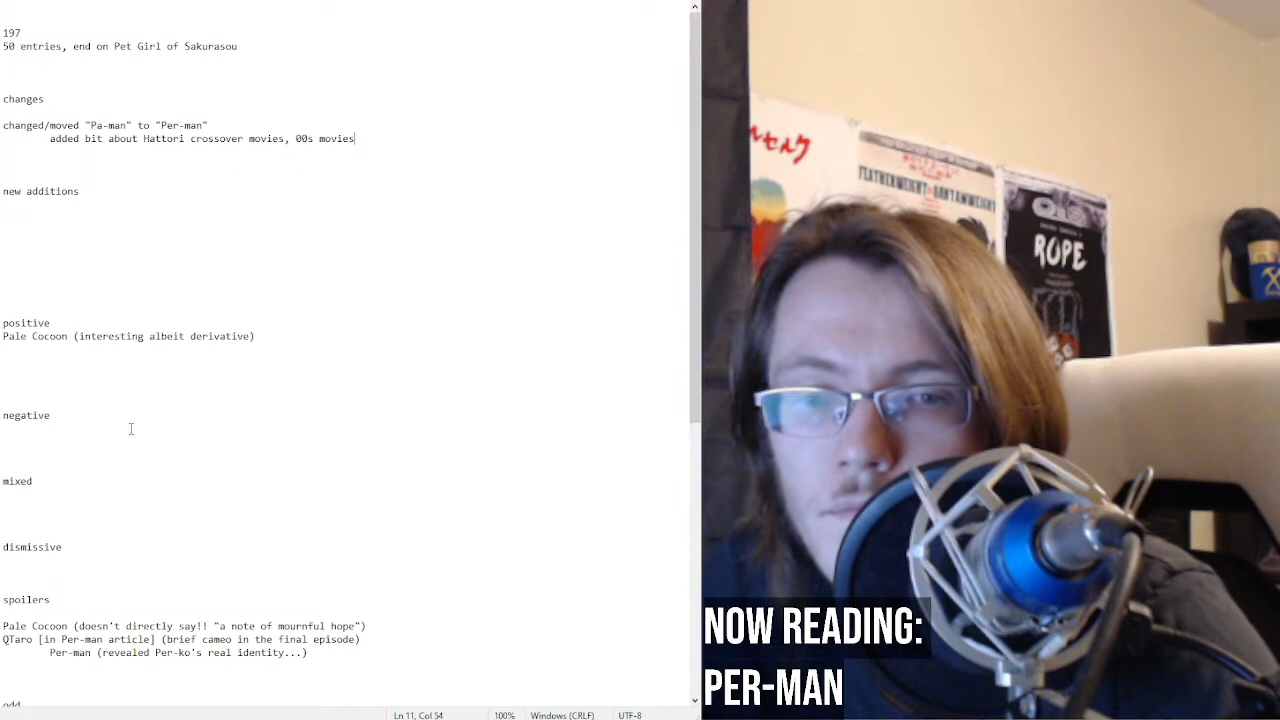 197
50 entries, end on Pet Girl of Sakurasou
changes
changed/moved "Pa-man" to "Per-man"
added bit about Hattori crossover movies, 00s movies
new additions
positive
Pale Cocoon (interesting albeit derivative)
negative
mixed
dismissive
spoilers
Pale Cocoon (doesn't directly say!! "a note of mournful hope")
QTaro [in Per-man article] (brief cameo in the final episode)
Per-man (revealed Per-ko's real identity...)
odd
Ln 11, Col 54
100%
Windows (CRLF)
UTF-8
FEATHERWEIGHT
BANTAMWEIGHT
ROPE
NOW READING:
PER-MAN